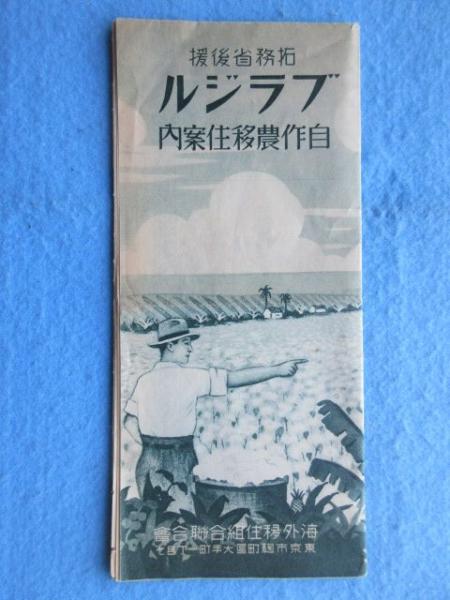 拓務省後援
ブラジル
自作農移住案内
海外移住組合聯合會
東京市麹町區大手町一丁目七